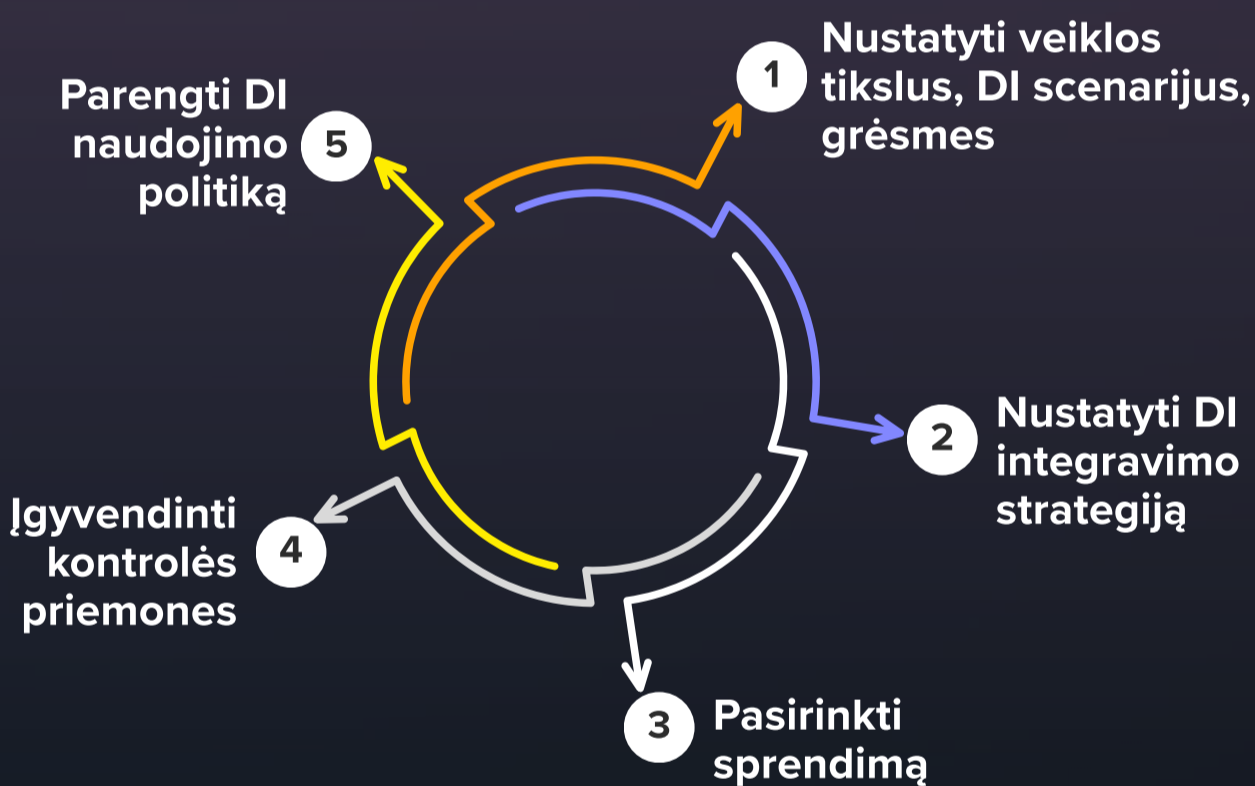 1
Nustatyti veiklos
tikslus, DI scenarijus,
grėsmes
2
Nustatyti DI
integravimo
strategiją
3
Pasirinkti
sprendimą
4
Įgyvendinti
kontrolės
priemones
5
Parengti DI
naudojimo
politiką